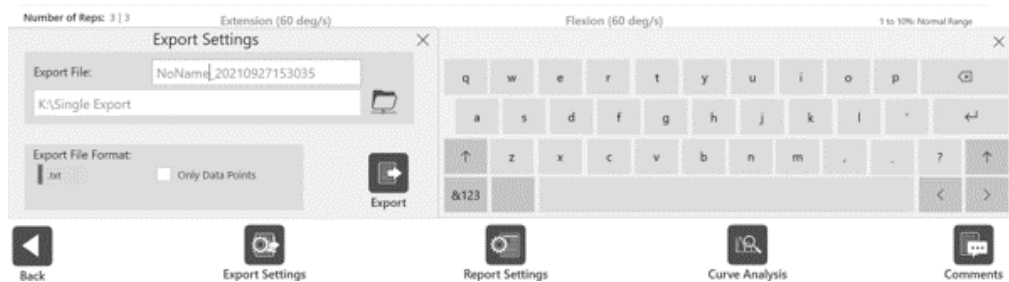 Number of Reps: 3 | 3 Extension (60 deg/s) Flexion (60 deg/s) 1 to 10%: Normal Range
Export Settings
Export File: NoName_20210927153035
K:\Single Export
Export File Format:
.txt Only Data Points
Export
q w e r t y u i o p
a s d f g h j k l '
z x c v b n m , . ?
&123 < >
Back Export Settings Report Settings Curve Analysis Comments